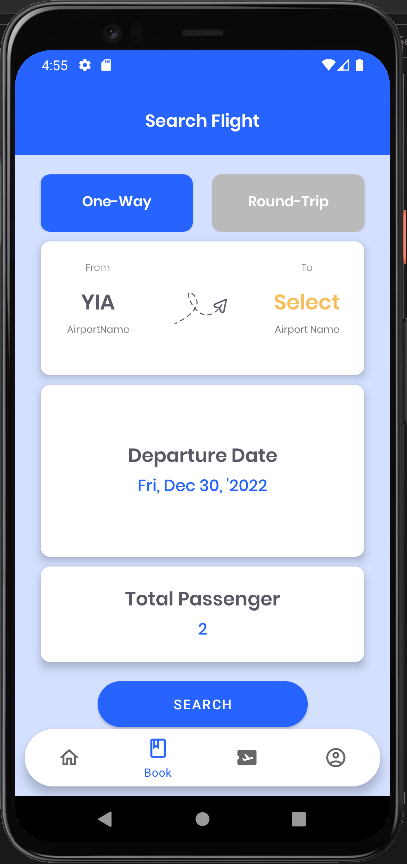 4:55
Search Flight
One-Way
Round-Trip
From
To
YIA
Select
AirportName
Airport Name
Departure Date
Fri, Dec 30, '2022
Total Passenger
2
SEARCH
Book